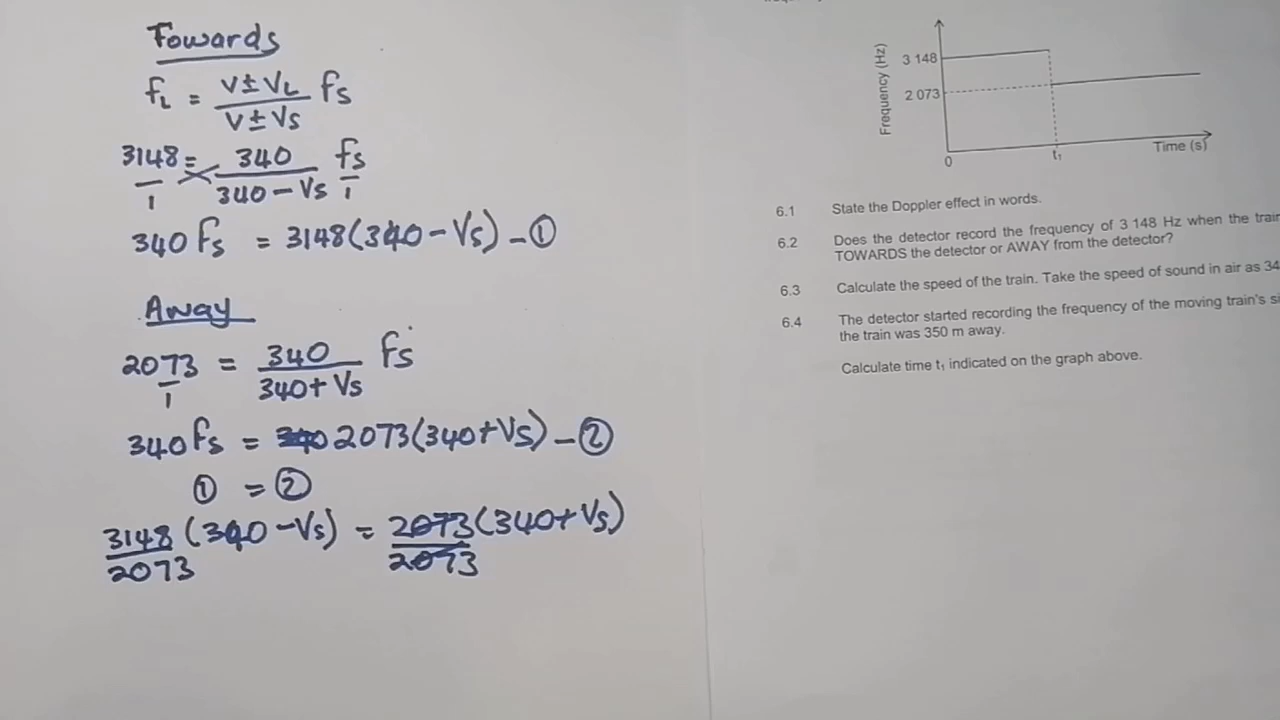 Towards
fL = V±VL / V±Vs fs
3148 / 1 = 340 / 340-Vs fs / 1
340 fs = 3148(340-Vs) - ①
Away
2073 / 1 = 340 / 340+Vs fs
340 fs = 2073(340+Vs) - ②
① = ②
3148 / 2073 (340-Vs) = 2073 / 2073 (340+Vs)
Frequency (Hz)
3 148
2 073
0
t1
Time (s)
6.1 State the Doppler effect in words.
6.2 Does the detector record the frequency of 3 148 Hz when the train
TOWARDS the detector or AWAY from the detector?
6.3 Calculate the speed of the train. Take the speed of sound in air as 34
6.4 The detector started recording the frequency of the moving train's
the train was 350 m away.
Calculate time t1 indicated on the graph above.